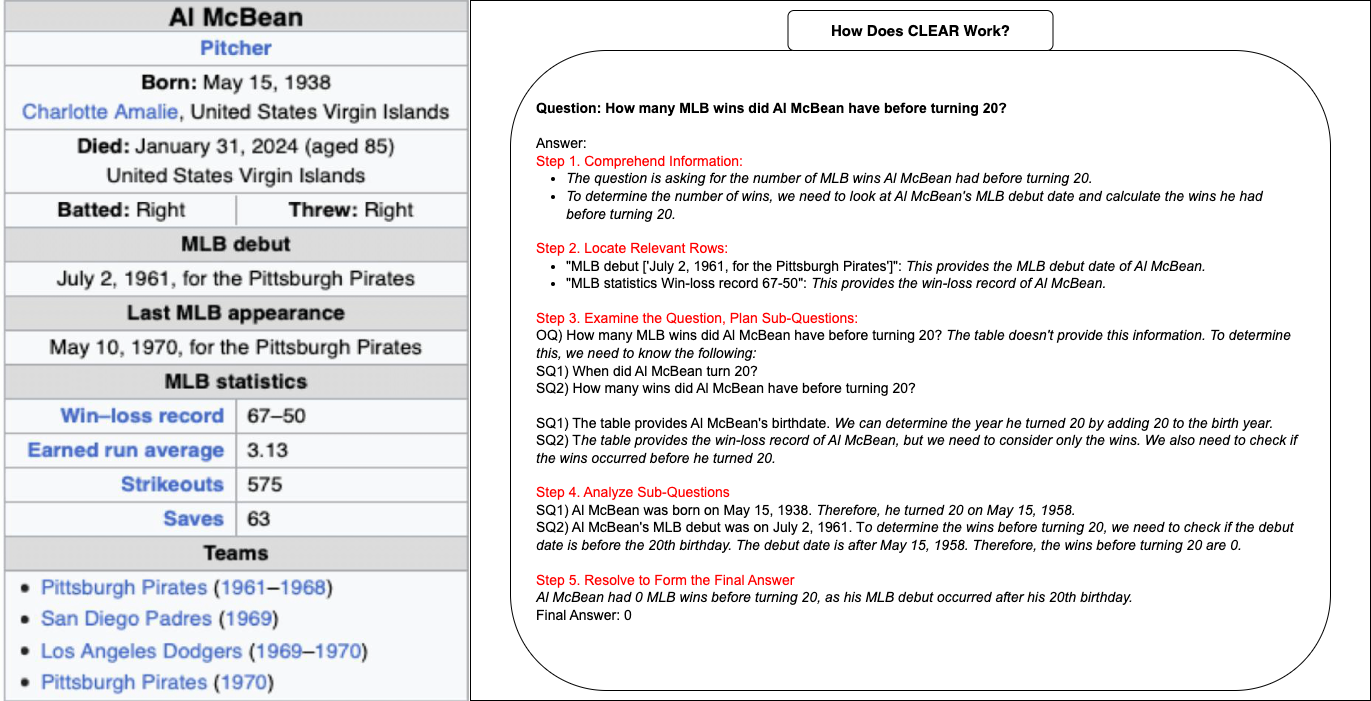 Al McBean
Pitcher
Born: May 15, 1938
Charlotte Amalie, United States Virgin Islands
Died: January 31, 2024 (aged 85)
United States Virgin Islands
Batted: Right Threw: Right
MLB debut
July 2, 1961, for the Pittsburgh Pirates
Last MLB appearance
May 10, 1970, for the Pittsburgh Pirates
MLB statistics
Win–loss record 67–50
Earned run average 3.13
Strikeouts 575
Saves 63
Teams
• Pittsburgh Pirates (1961–1968)
• San Diego Padres (1969)
• Los Angeles Dodgers (1969–1970)
• Pittsburgh Pirates (1970)
How Does CLEAR Work?
Question: How many MLB wins did Al McBean have before turning 20?
Answer:
Step 1. Comprehend Information:
• The question is asking for the number of MLB wins Al McBean had before turning 20.
• To determine the number of wins, we need to look at Al McBean's MLB debut date and calculate the wins he had
before turning 20.
Step 2. Locate Relevant Rows:
• "MLB debut ['July 2, 1961, for the Pittsburgh Pirates']": This provides the MLB debut date of Al McBean.
• "MLB statistics Win-loss record 67-50": This provides the win-loss record of Al McBean.
Step 3. Examine the Question, Plan Sub-Questions:
OQ) How many MLB wins did Al McBean have before turning 20? The table doesn't provide this information. To determine
this, we need to know the following:
SQ1) When did Al McBean turn 20?
SQ2) How many wins did Al McBean have before turning 20?
SQ1) The table provides Al McBean's birthdate. We can determine the year he turned 20 by adding 20 to the birth year.
SQ2) The table provides the win-loss record of Al McBean, but we need to consider only the wins. We also need to check if
the wins occurred before he turned 20.
Step 4. Analyze Sub-Questions
SQ1) Al McBean was born on May 15, 1938. Therefore, he turned 20 on May 15, 1958.
SQ2) Al McBean's MLB debut was on July 2, 1961. To determine the wins before turning 20, we need to check if the debut
date is before the 20th birthday. The debut date is after May 15, 1958. Therefore, the wins before turning 20 are 0.
Step 5. Resolve to Form the Final Answer
Al McBean had 0 MLB wins before turning 20, as his MLB debut occurred after his 20th birthday.
Final Answer: 0